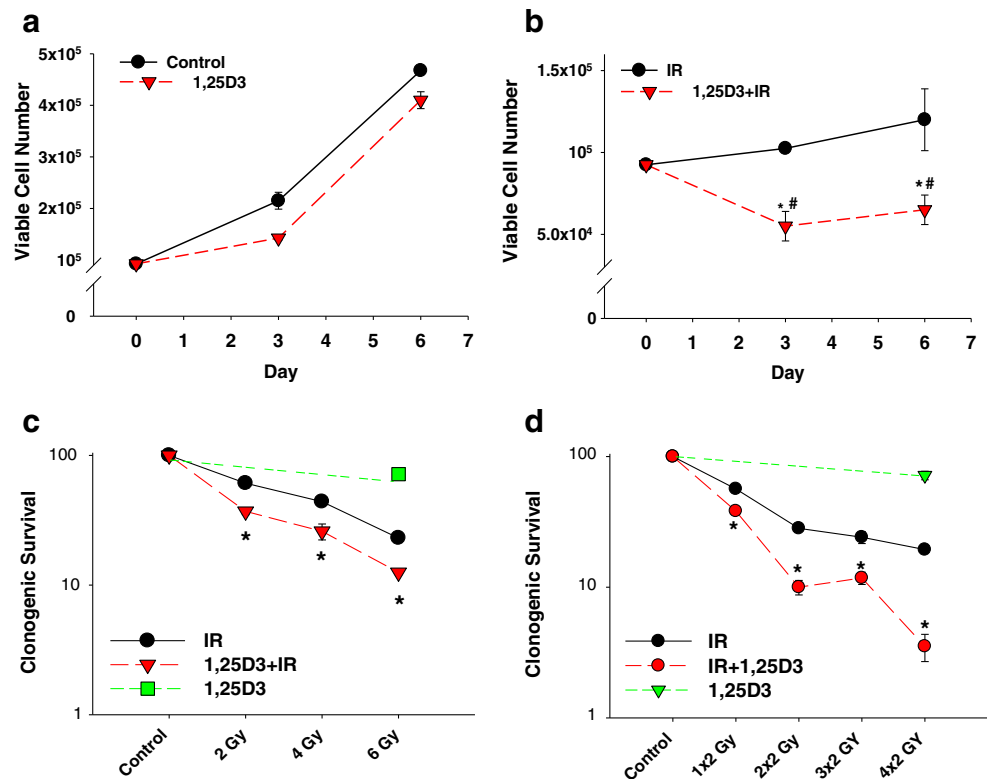 a
5x10⁵
4x10⁵
3x10⁵
2x10⁵
10⁵
0
Viable Cell Number
Control
1,25D3
0 1 2 3 4 5 6 7
Day
b
1.5x10⁵
10⁵
5.0x10⁴
0
Viable Cell Number
IR
1,25D3+IR
* #
* #
0 1 2 3 4 5 6 7
Day
c
100
10
1
Clonogenic Survival
*
*
*
IR
1,25D3+IR
1,25D3
Control 2 Gy 4 Gy 6 Gy
d
100
10
1
Clonogenic Survival
*
*
*
*
IR
IR+1,25D3
1,25D3
Control 1x2 Gy 2x2 Gy 3x2 GY 4x2 GY